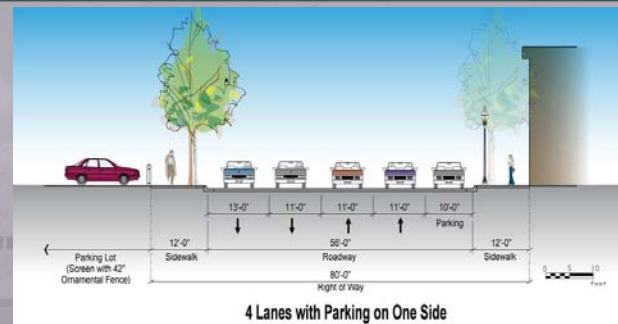 13'-0" 11'-0" 11'-0" 11'-0" 10'-0"
Parking
12'-0" 56'-0" 12'-0"
Parking Lot Sidewalk Roadway Sidewalk
(Screen with 42"
Ornamental Fence)
80'-0"
Right of Way
0 5 10
feet
4 Lanes with Parking on One Side